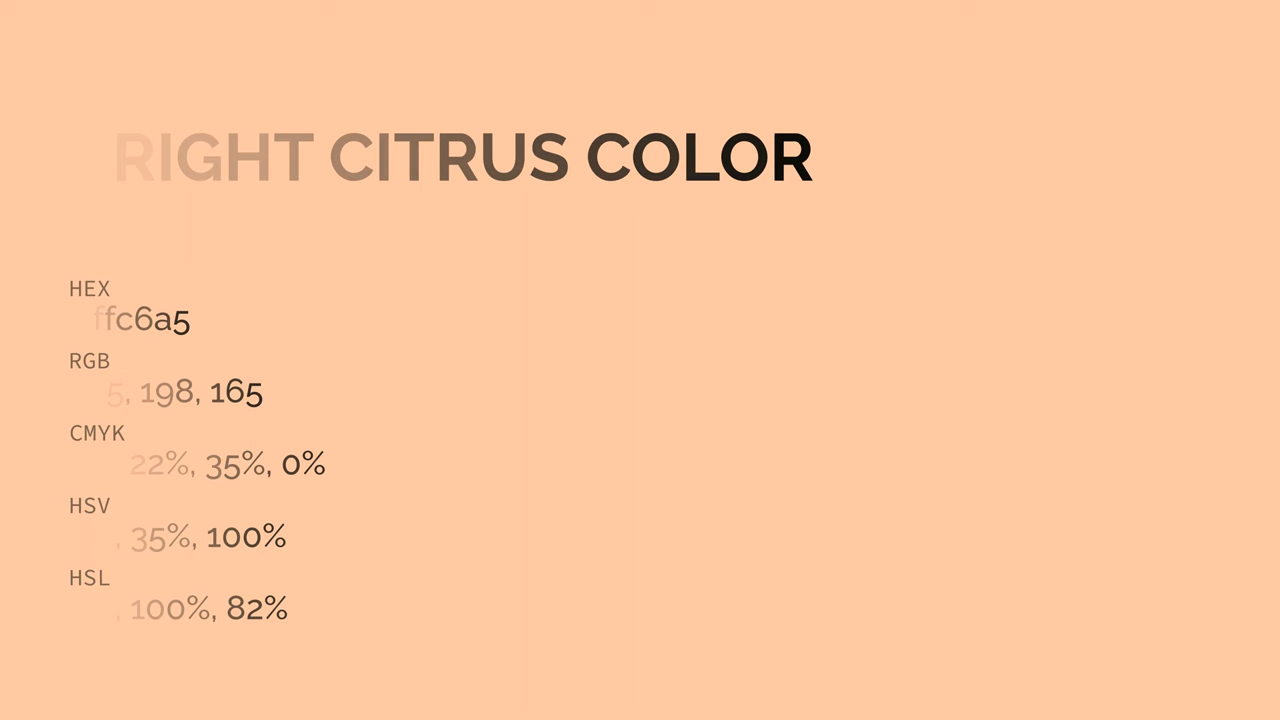 RIGHT CITRUS COLOR
HEX
ffc6a5
RGB
5, 198, 165
CMYK
22%, 35%, 0%
HSV
, 35%, 100%
HSL
, 100%, 82%